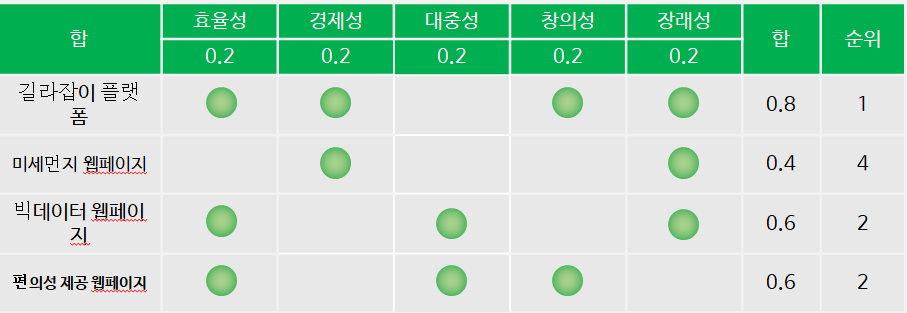 합 효율성 경제성 대중성 창의성 장래성 합 순위
0.2 0.2 0.2 0.2 0.2
길라잡이 플랫
폼 0.8 1
미세먼지 웹페이지 0.4 4
빅데이터 웹페이
지 0.6 2
편의성 제공 웹페이지 0.6 2